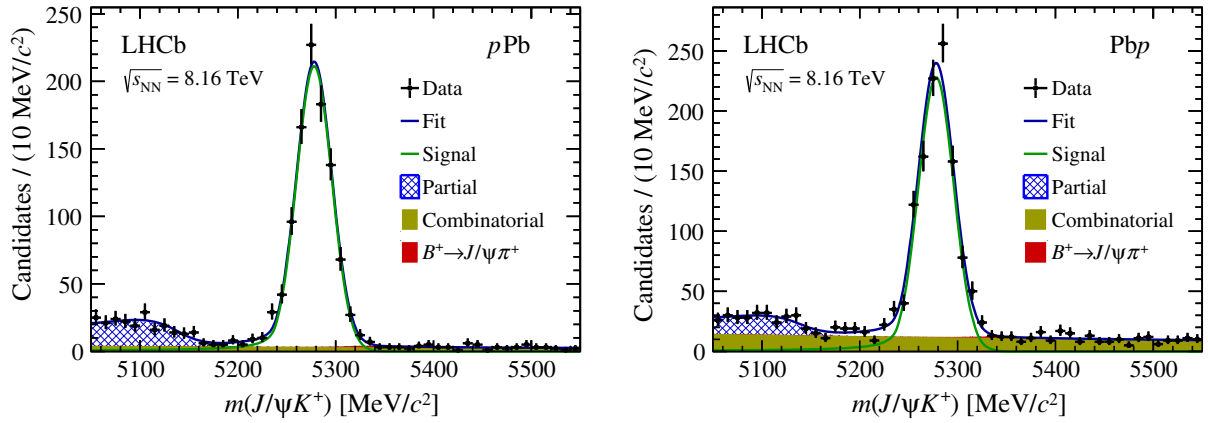 Candidates / (10 MeV/c²)
250
200
150
100
50
0
LHCb
pPb
√sNN = 8.16 TeV
Data
Fit
Signal
Partial
Combinatorial
B⁺→J/ψπ⁺
5100 5200 5300 5400 5500
m(J/ψK⁺) [MeV/c²]
Candidates / (10 MeV/c²)
250
200
150
100
50
0
LHCb
Pbp
√sNN = 8.16 TeV
Data
Fit
Signal
Partial
Combinatorial
B⁺→J/ψπ⁺
5100 5200 5300 5400 5500
m(J/ψK⁺) [MeV/c²]